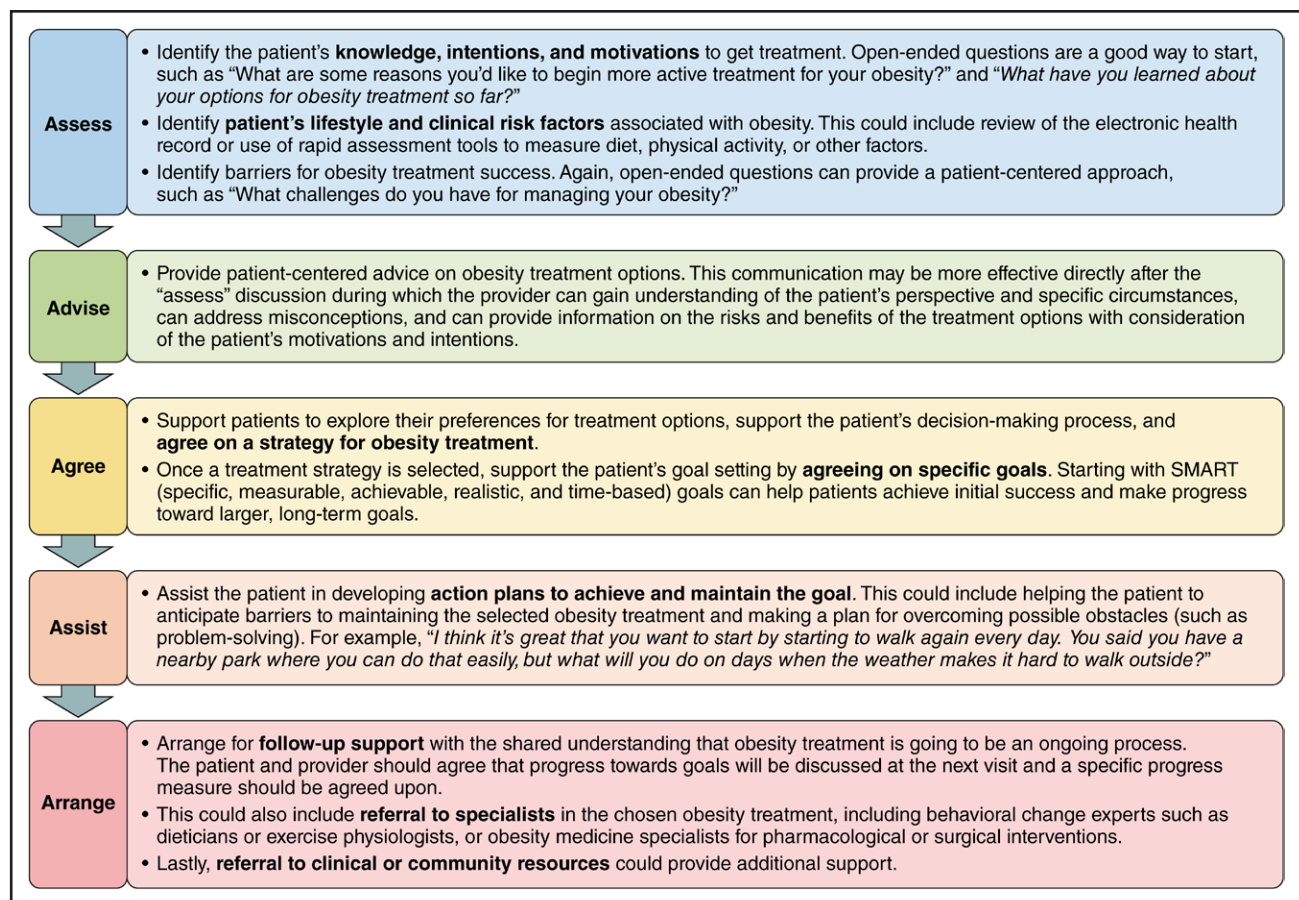 Assess
• Identify the patient’s knowledge, intentions, and motivations to get treatment. Open-ended questions are a good way to start,
such as “What are some reasons you’d like to begin more active treatment for your obesity?” and “What have you learned about
your options for obesity treatment so far?”
• Identify patient’s lifestyle and clinical risk factors associated with obesity. This could include review of the electronic health
record or use of rapid assessment tools to measure diet, physical activity, or other factors.
• Identify barriers for obesity treatment success. Again, open-ended questions can provide a patient-centered approach,
such as “What challenges do you have for managing your obesity?”
Advise
• Provide patient-centered advice on obesity treatment options. This communication may be more effective directly after the
“assess” discussion during which the provider can gain understanding of the patient’s perspective and specific circumstances,
can address misconceptions, and can provide information on the risks and benefits of the treatment options with consideration
of the patient’s motivations and intentions.
Agree
• Support patients to explore their preferences for treatment options, support the patient’s decision-making process, and
agree on a strategy for obesity treatment.
• Once a treatment strategy is selected, support the patient’s goal setting by agreeing on specific goals. Starting with SMART
(specific, measurable, achievable, realistic, and time-based) goals can help patients achieve initial success and make progress
toward larger, long-term goals.
Assist
• Assist the patient in developing action plans to achieve and maintain the goal. This could include helping the patient to
anticipate barriers to maintaining the selected obesity treatment and making a plan for overcoming possible obstacles (such as
problem-solving). For example, “I think it’s great that you want to start by starting to walk again every day. You said you have a
nearby park where you can do that easily, but what will you do on days when the weather makes it hard to walk outside?”
Arrange
• Arrange for follow-up support with the shared understanding that obesity treatment is going to be an ongoing process.
The patient and provider should agree that progress towards goals will be discussed at the next visit and a specific progress
measure should be agreed upon.
• This could also include referral to specialists in the chosen obesity treatment, including behavioral change experts such as
dieticians or exercise physiologists, or obesity medicine specialists for pharmacological or surgical interventions.
• Lastly, referral to clinical or community resources could provide additional support.